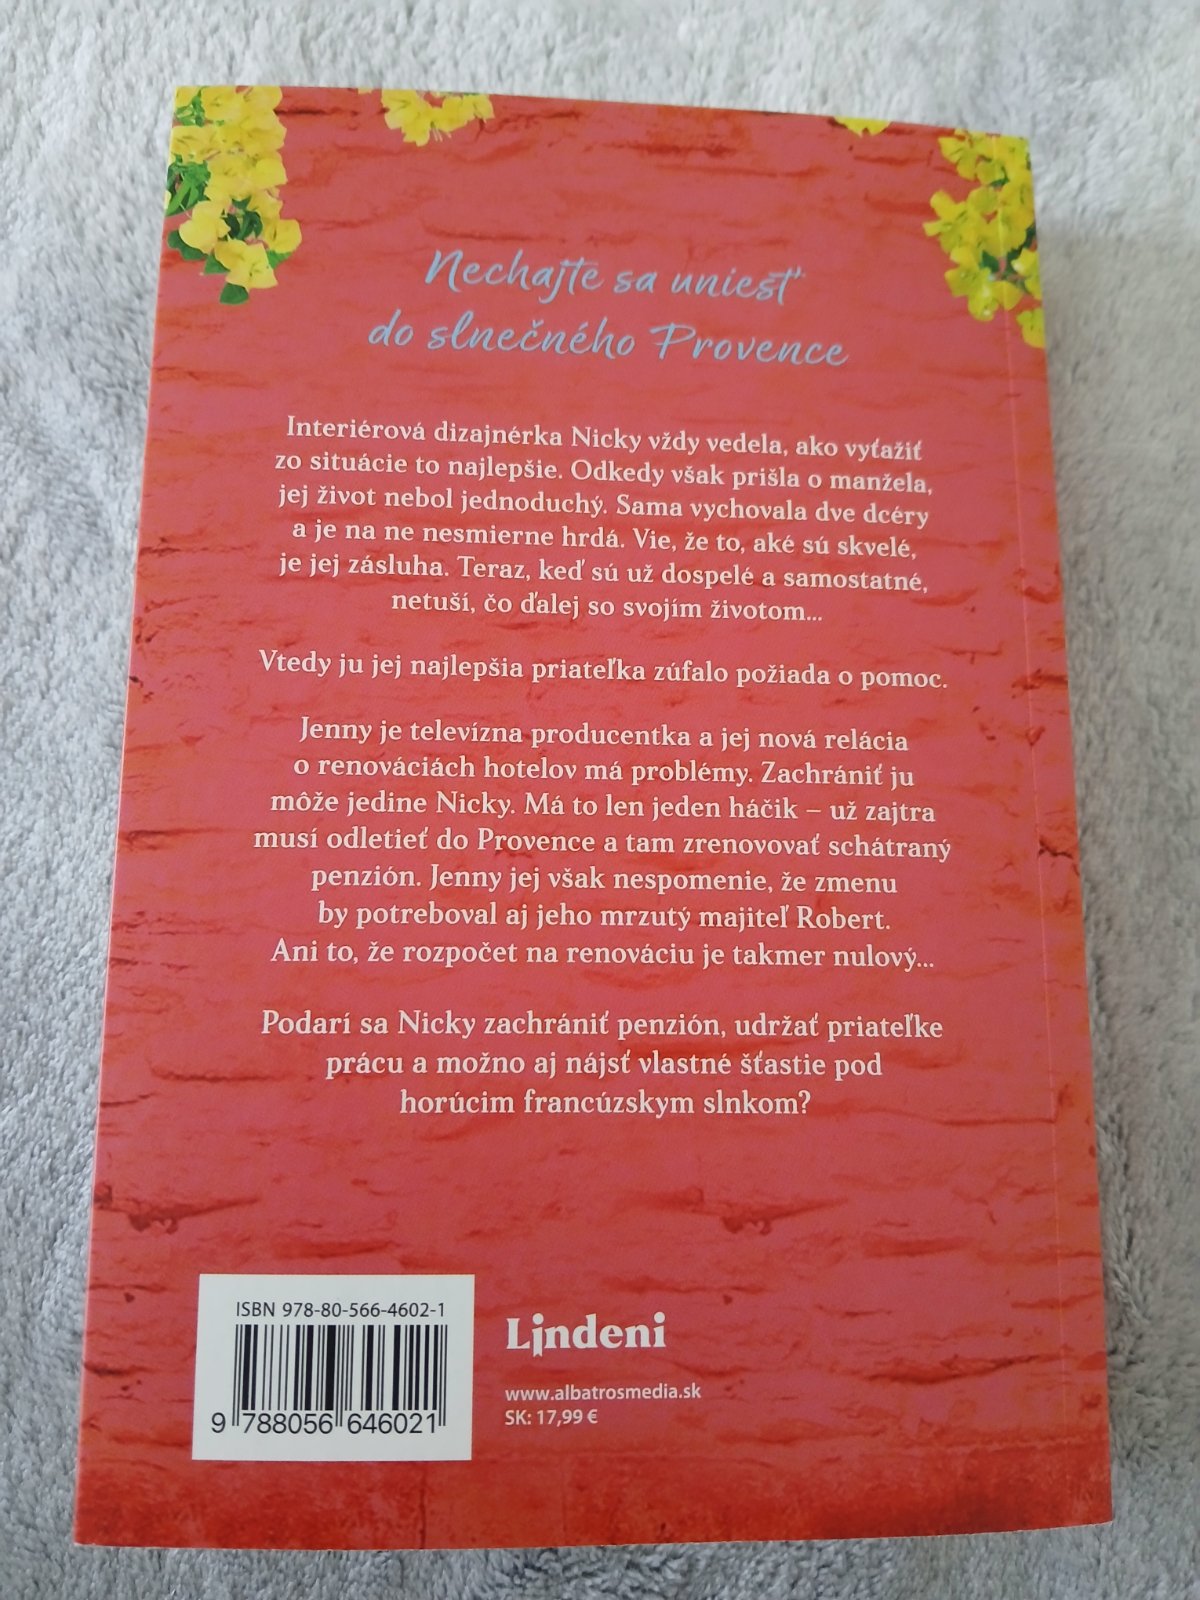 Nechajte sa uniesť
do slnečného Provence
Interiérová dizajnérka Nicky vždy vedela, ako vyťažiť
zo situácie to najlepšie. Odkedy však prišla o manžela,
jej život nebol jednoduchý. Sama vychovala dve dcéry
a je na ne nesmierne hrdá. Vie, že to, aké sú skvelé,
je jej zásluha. Teraz, keď sú už dospelé a samostatné,
netuší, čo ďalej so svojím životom...
Vtedy ju jej najlepšia priateľka zúfalo požiada o pomoc.
Jenny je televízna producentka a jej nová relácia
o renováciách hotelov má problémy. Zachrániť ju
môže jedine Nicky. Má to len jeden háčik – už zajtra
musí odletieť do Provence a tam zrenovovať schátraný
penzión. Jenny jej však nespomenie, že zmenu
by potreboval aj jeho mrzutý majiteľ Robert.
Ani to, že rozpočet na renováciu je takmer nulový...
Podarí sa Nicky zachrániť penzión, udržať priateľke
prácu a možno aj nájsť vlastné šťastie pod
horúcim francúzskym slnkom?
ISBN 978-80-566-4602-1
9 788056 646021
Lindeni
www.albatrosmedia.sk
SK: 17,99 €